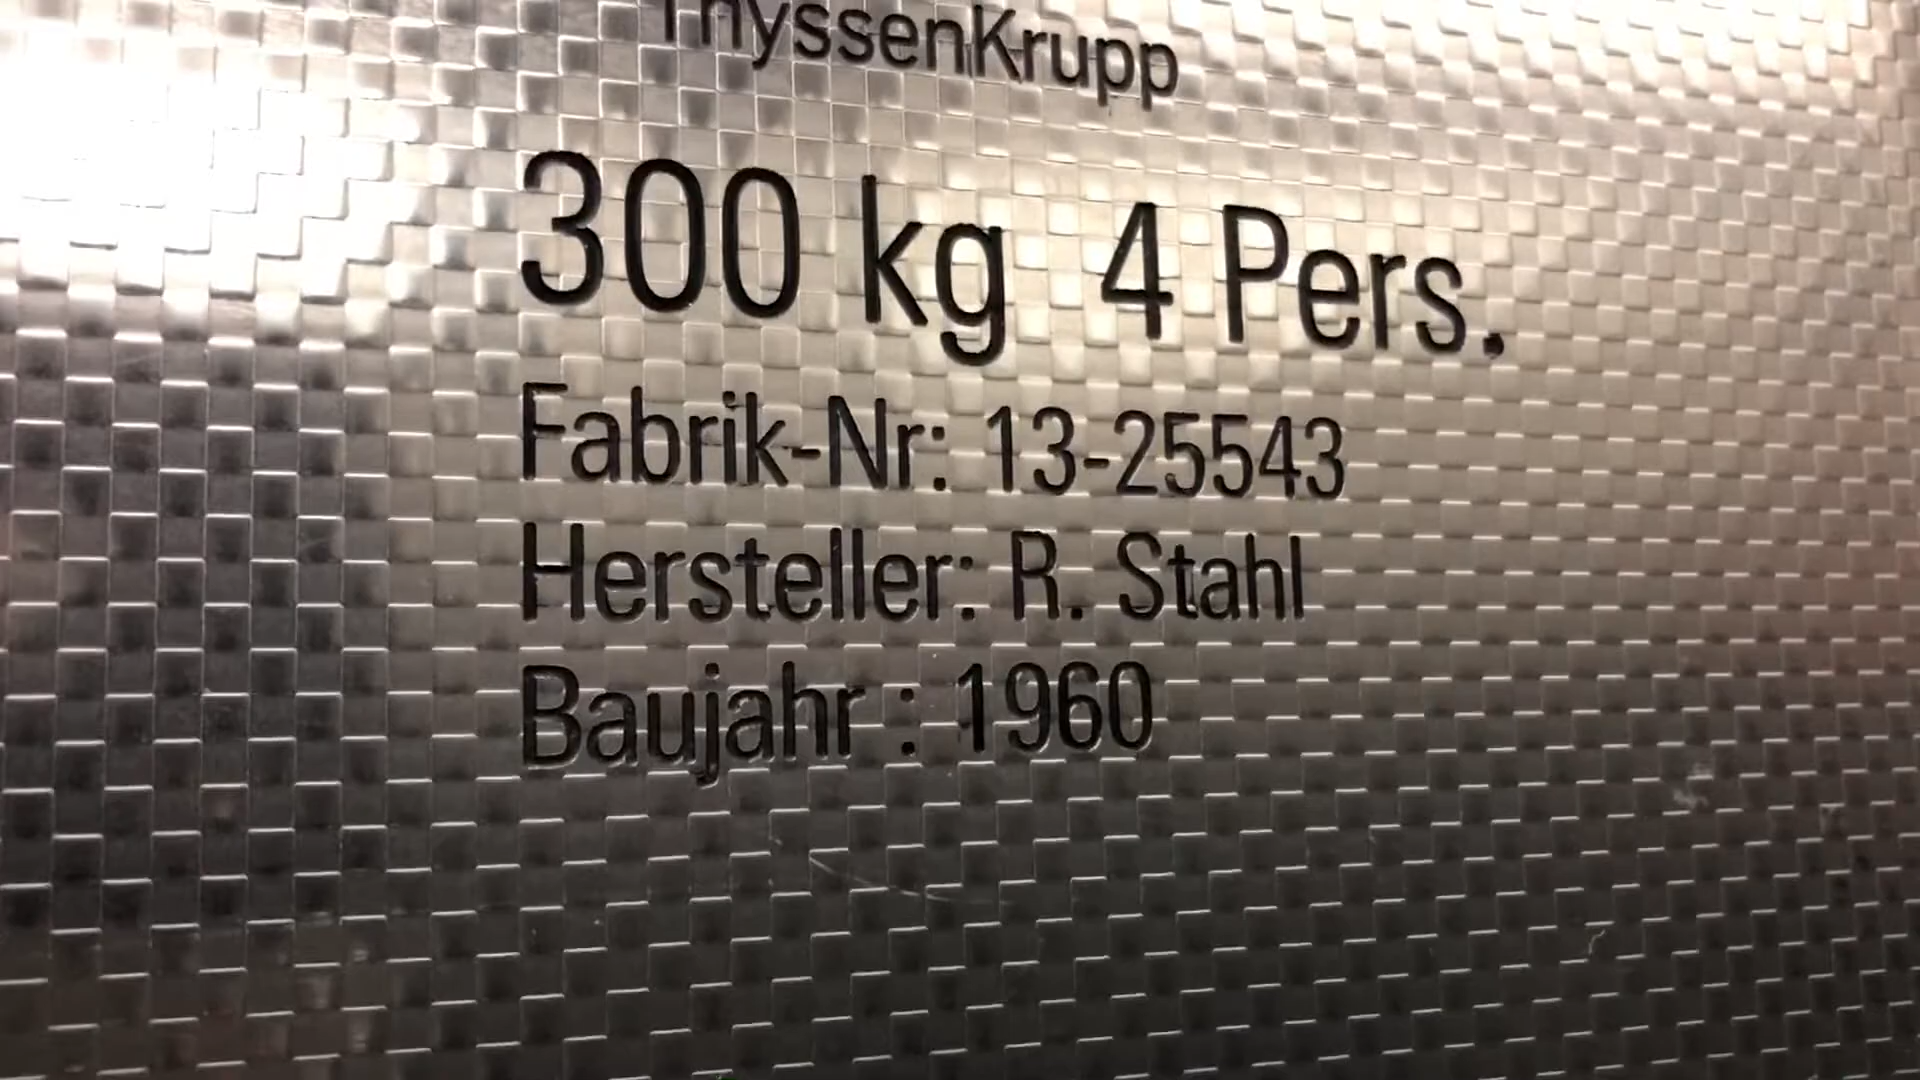 ThyssenKrupp
300 kg 4 Pers.
Fabrik-Nr: 13-25543
Hersteller: R. Stahl
Baujahr : 1960